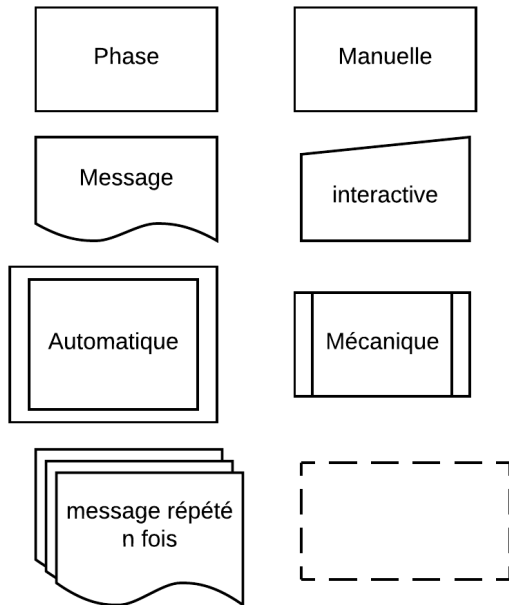 Phase
Manuelle
Message
interactive
Automatique
Mécanique
message répété
n fois